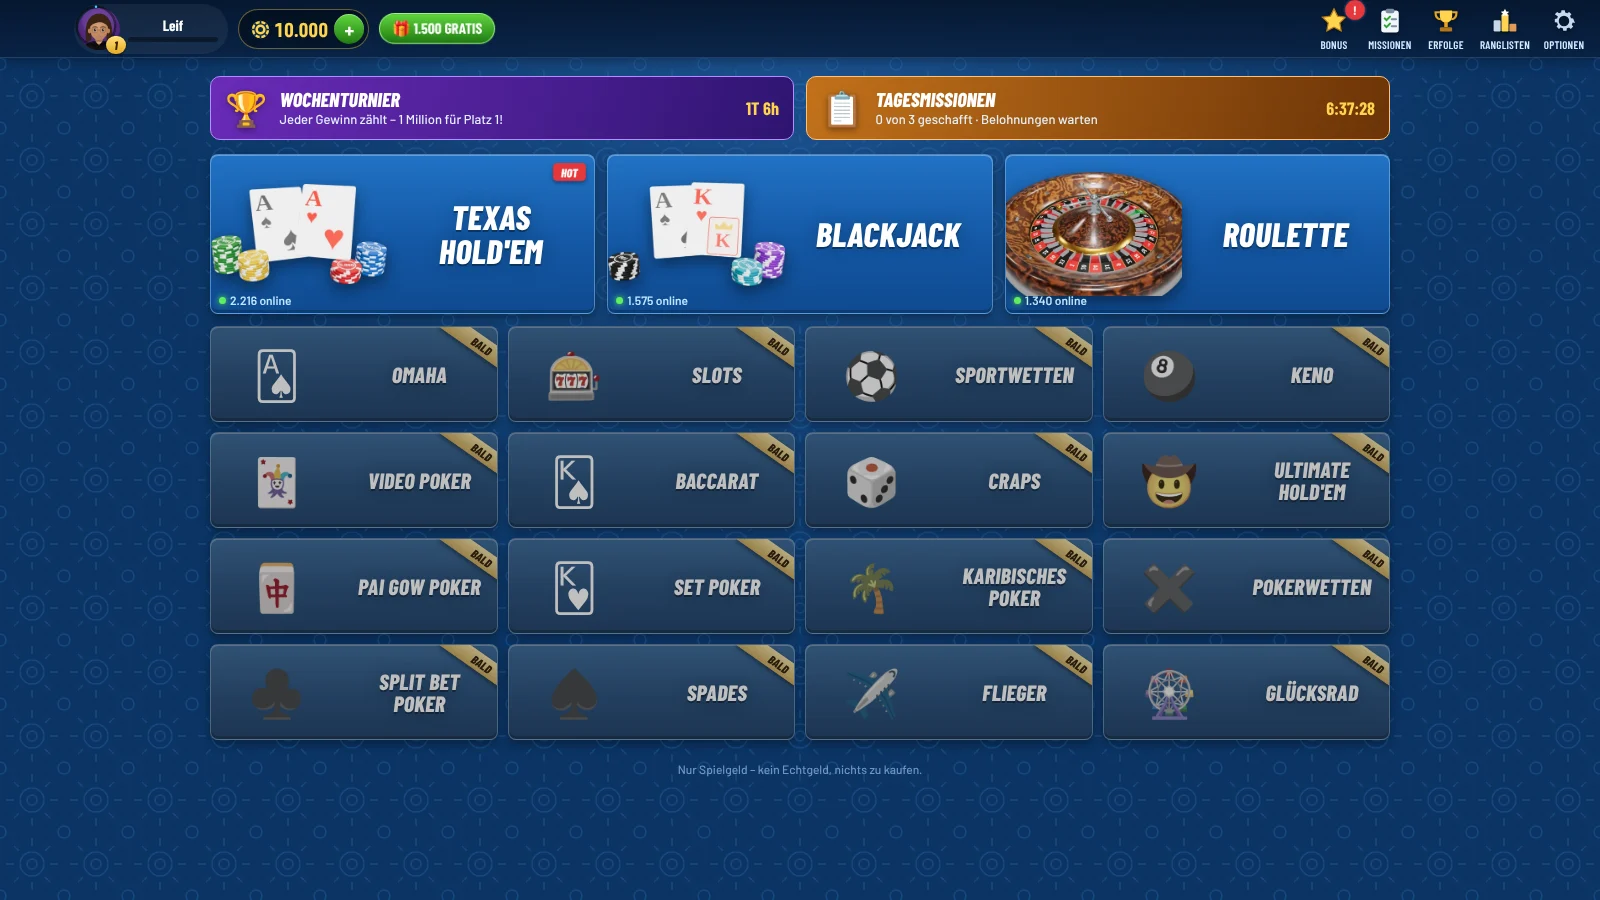 Leif
1
10.000
+
1.500 GRATIS
!
BONUS
MISSIONEN
ERFOLGE
RANGLISTEN
OPTIONEN
WOCHENTURNIER
Jeder Gewinn zählt – 1 Million für Platz 1!
1T 6h
TAGESMISSIONEN
0 von 3 geschafft · Belohnungen warten
6:37:28
HOT
A
A
TEXAS
HOLD'EM
2.216 online
A
K
K
BLACKJACK
1.575 online
ROULETTE
1.340 online
A
OMAHA
BALD
777
SLOTS
BALD
SPORTWETTEN
BALD
8
KENO
BALD
VIDEO POKER
BALD
K
BACCARAT
BALD
CRAPS
BALD
ULTIMATE
HOLD'EM
BALD
中
PAI GOW POKER
BALD
K
SET POKER
BALD
KARIBISCHES
POKER
BALD
POKERWETTEN
BALD
SPLIT BET
POKER
BALD
SPADES
BALD
FLIEGER
BALD
GLÜCKSRAD
BALD
Nur Spielgeld – kein Echtgeld, nichts zu kaufen.